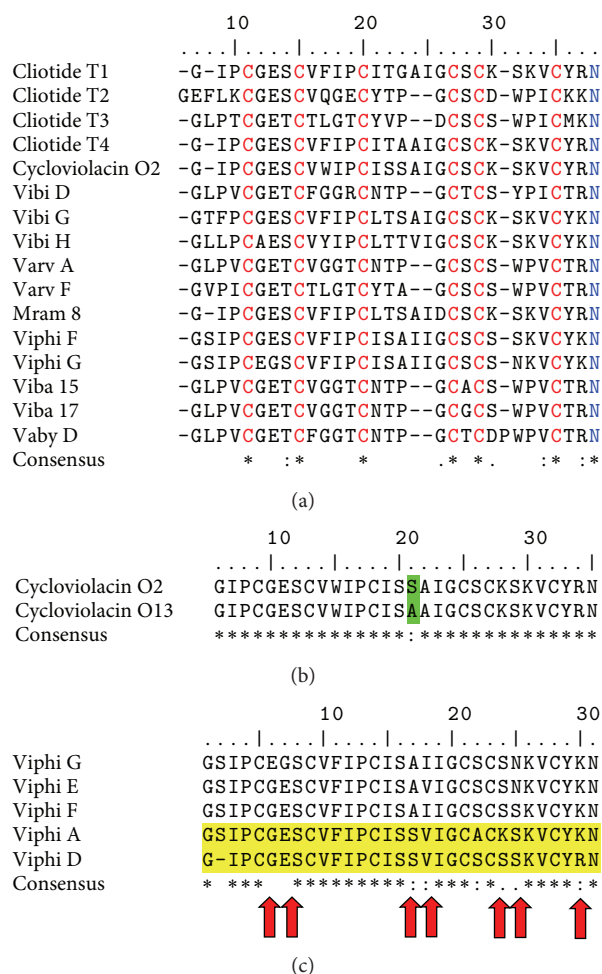 10 20 30
....|....|....|....|....|....|...
Cliotide T1 -G-IPCGESCVFIPCITGAIGCSCK-SKVCYRN
Cliotide T2 GEFLKCGESCVQGECYTP--GCSCD-WPICKKN
Cliotide T3 -GLPTCGETCTLGTCYVP--DCSCS-WPICMKN
Cliotide T4 -G-IPCGESCVFIPCITAAIGCSCK-SKVCYRN
Cycloviolacin O2 -G-IPCGESCVWIPCISSAIGCSCK-SKVCYRN
Vibi D -GLPVCGETCFGGRCNTP--GCTCS-YPICTRN
Vibi G -GTFPCGESCVFIPCLTSAIGCSCK-SKVCYKN
Vibi H -GLLPCAESCVYIPCLTTVIGCSCK-SKVCYKN
Varv A -GLPVCGETCVGGTCNTP--GCSCS-WPVCTRN
Varv F -GVPICGETCTLGTCYTA--GCSCS-WPVCTRN
Mram 8 -G-IPCGESCVFIPCLTSAIDCSCK-SKVCYRN
Viphi F -GSIPCGESCVFIPCISAIIGCSCS-SKVCYKN
Viphi G -GSIPCEGSCVFIPCISAIIGCSCS-NKVCYKN
Viba 15 -GLPVCGETCVGGTCNTP--GCACS-WPVCTRN
Viba 17 -GLPVCGETCVGGTCNTP--GCGCS-WPVCTRN
Vaby D -GLPVCGETCFGGTCNTP--GCTCDPWPVCTRN
Consensus * :* * .* *. :* :*
(a)
10 20 30
....|....|....|....|....|....|
Cycloviolacin O2 GIPCGESCVWIPCISSAIGCSCKSKVCYRN
Cycloviolacin O13 GIPCGESCVWIPCISAAIGCSCKSKVCYRN
Consensus ***************:**************
(b)
10 20 30
....|....|....|....|....|....|.
Viphi G GSIPCEGSCVFIPCISAIIGCSCSNKVCYKN
Viphi E GSIPCGESCVFIPCISAVIGCSCSNKVCYKN
Viphi F GSIPCGESCVFIPCISAIIGCSCSSKVCYKN
Viphi A GSIPCGESCVFIPCISSVIGCACKSKVCYKN
Viphi D G-IPCGESCVFIPCISSVIGCSCSSKVCYRN
Consensus * *** *********::***:*..****:*
(c)